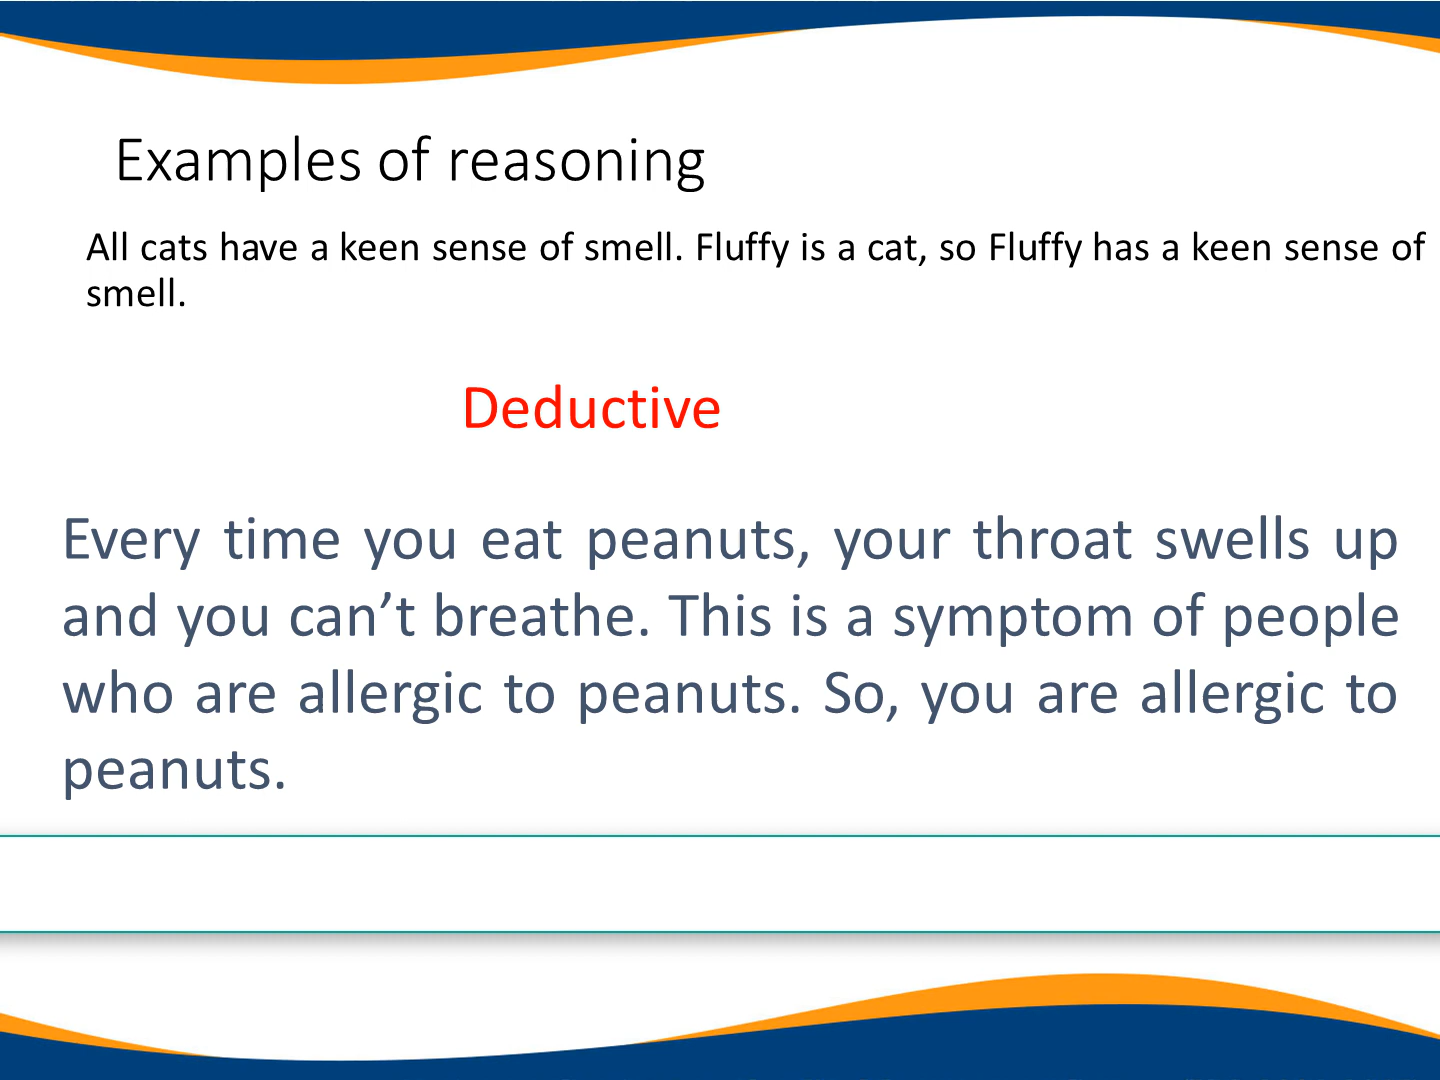 Examples of reasoning
All cats have a keen sense of smell. Fluffy is a cat, so Fluffy has a keen sense of
smell.
Deductive
Every time you eat peanuts, your throat swells up
and you can’t breathe. This is a symptom of people
who are allergic to peanuts. So, you are allergic to
peanuts.